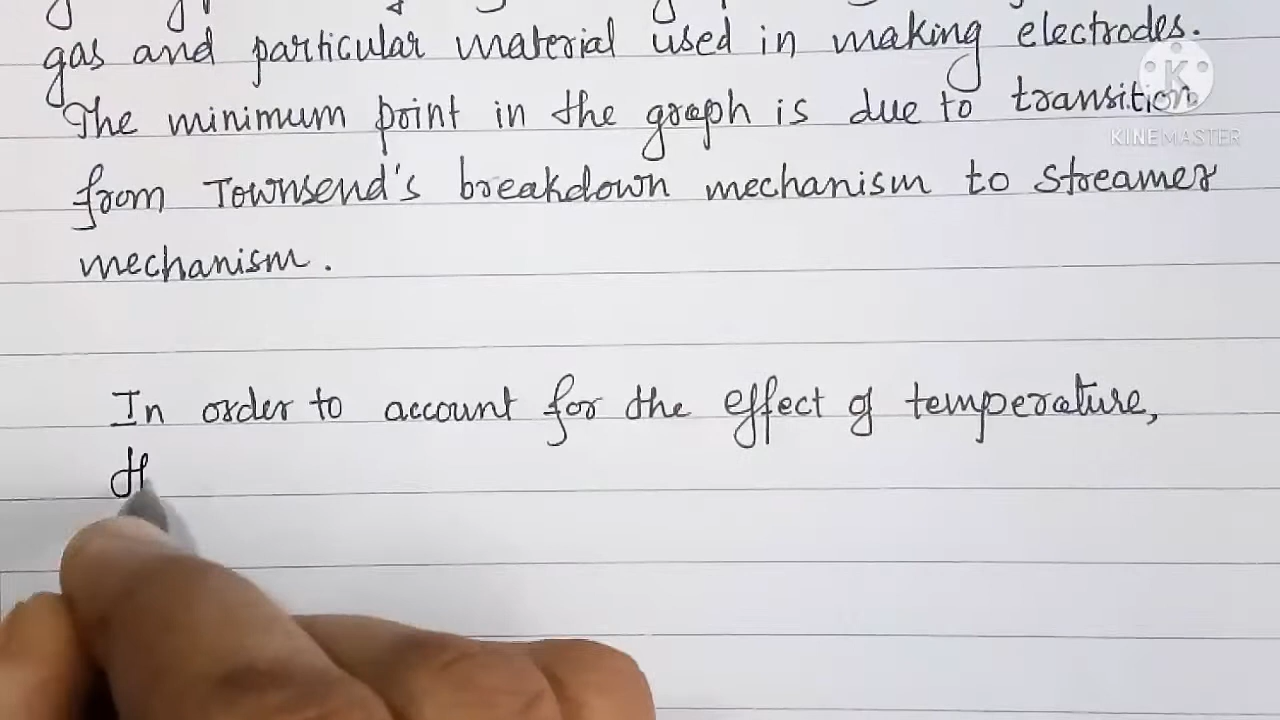 gas and particular material used in making electrodes.
The minimum point in the graph is due to transition
K
KINEMASTER
from Townsend's breakdown mechanism to streamer
mechanism.
In order to account for the effect of temperature,